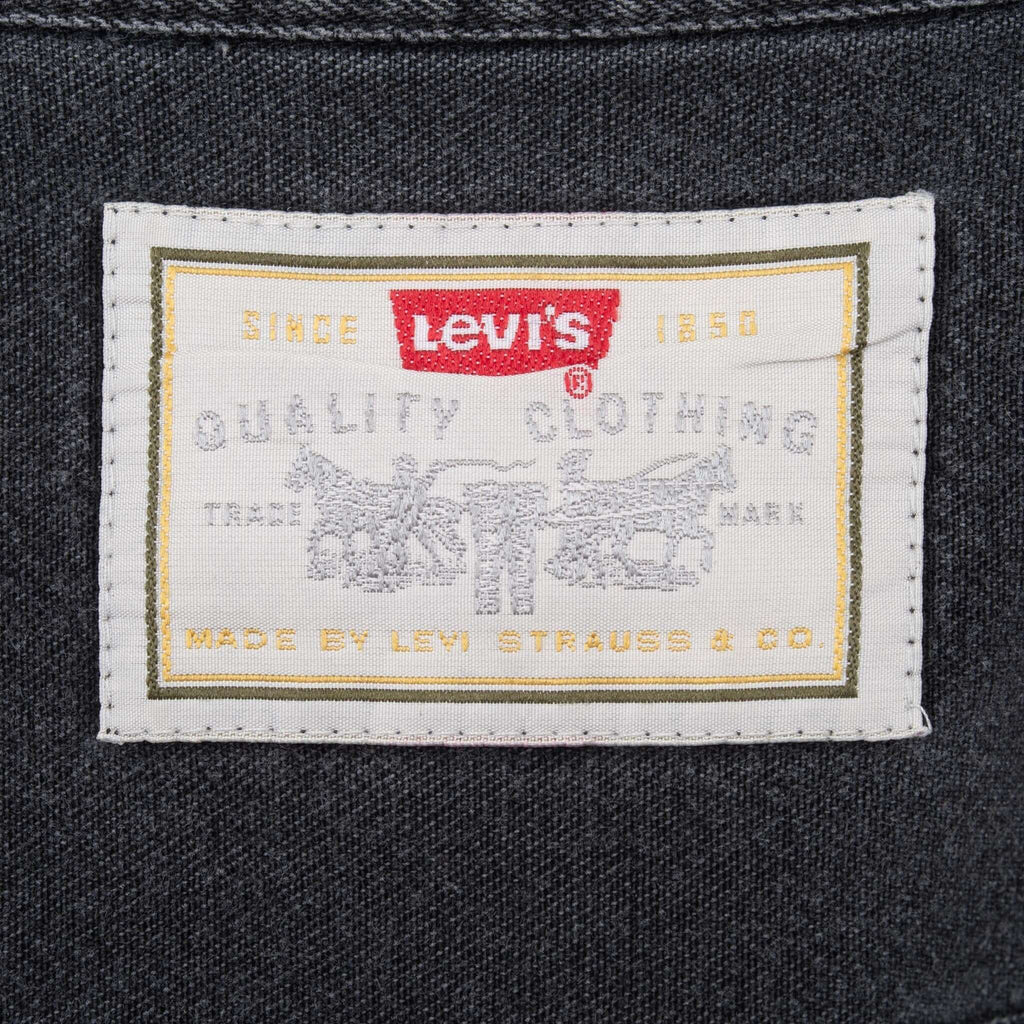 SINCE LEVI'S 1850
®
QUALITY CLOTHING
TRADE MARK
MADE BY LEVI STRAUSS & CO.